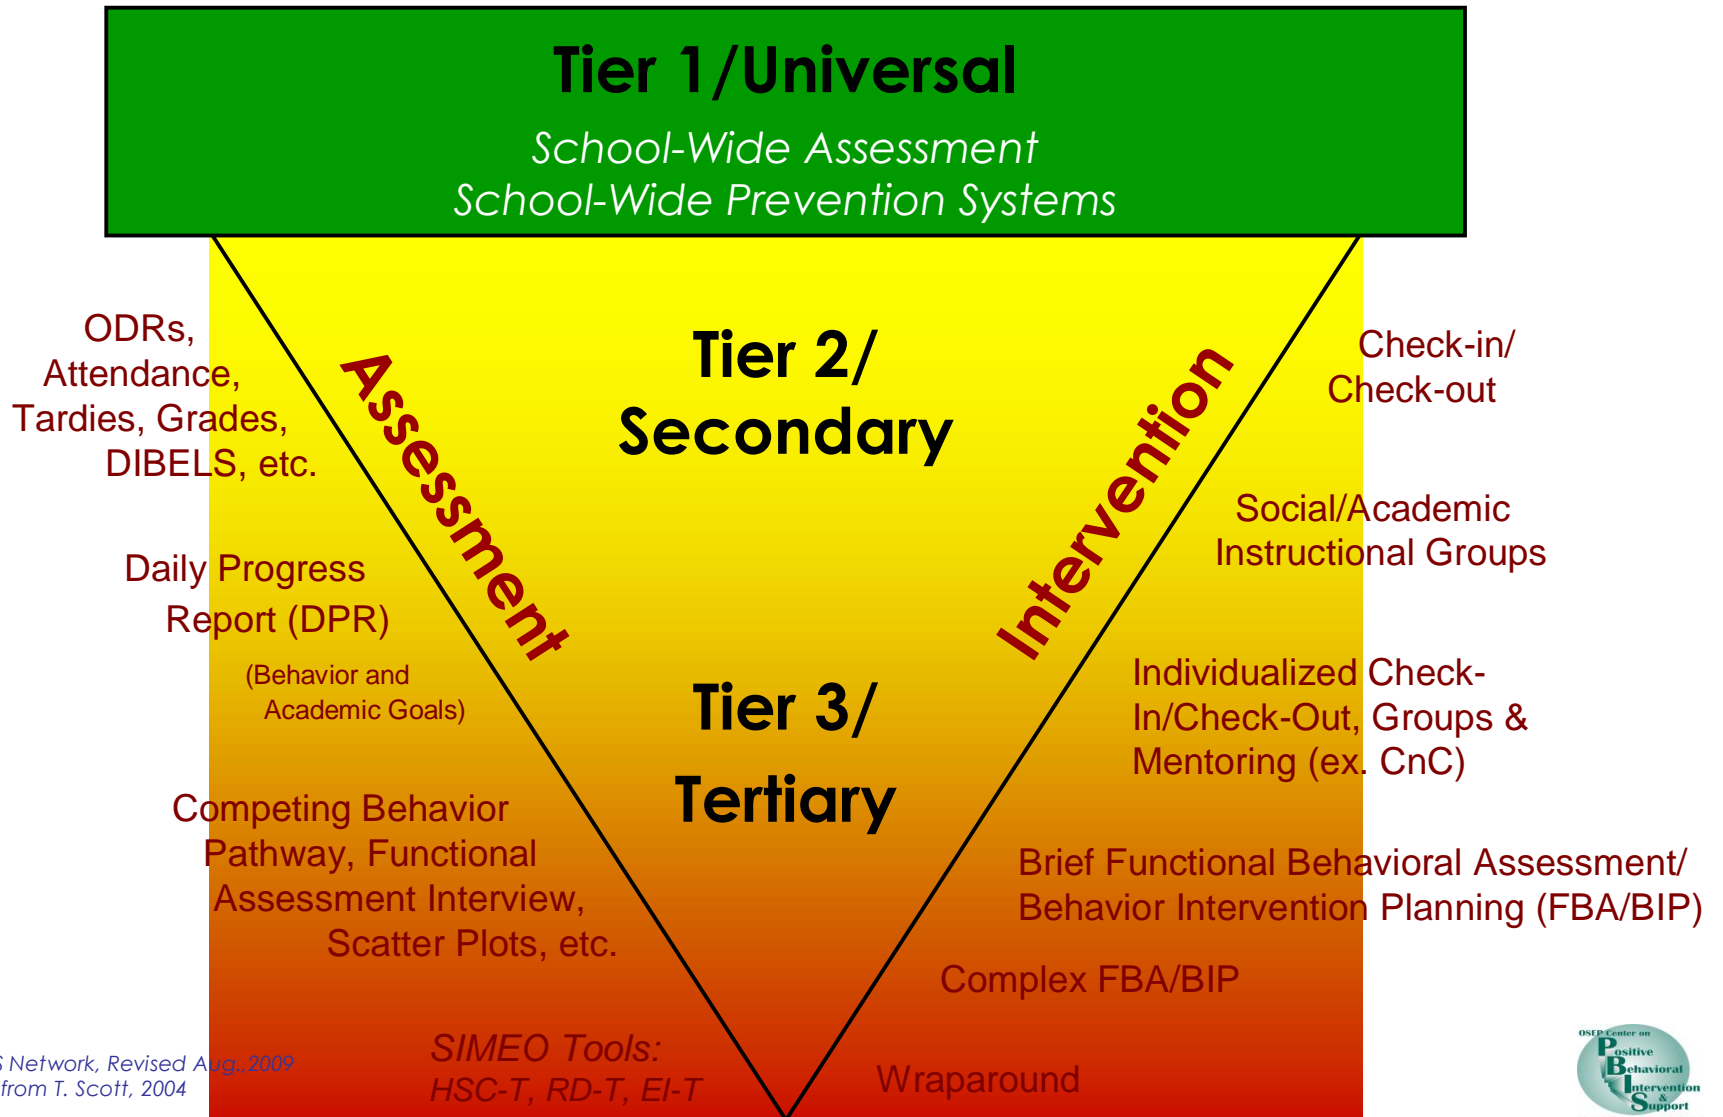 Tier 1/Universal
School-Wide Assessment
School-Wide Prevention Systems
ODRs,
Attendance,
Tardies, Grades,
DIBELS, etc.
Daily Progress
Report (DPR)
(Behavior and
Academic Goals)
Competing Behavior
Pathway, Functional
Assessment Interview,
Scatter Plots, etc.
SIMEO Tools:
HSC-T, RD-T, EI-T
Assessment
Tier 2/
Secondary
Tier 3/
Tertiary
Intervention
Check-in/
Check-out
Social/Academic
Instructional Groups
Individualized Check-
In/Check-Out, Groups &
Mentoring (ex. CnC)
Brief Functional Behavioral Assessment/
Behavior Intervention Planning (FBA/BIP)
Complex FBA/BIP
Wraparound
S Network, Revised Aug.,2009
from T. Scott, 2004
OSEP Center on
Positive
Behavioral
Intervention
&
Support